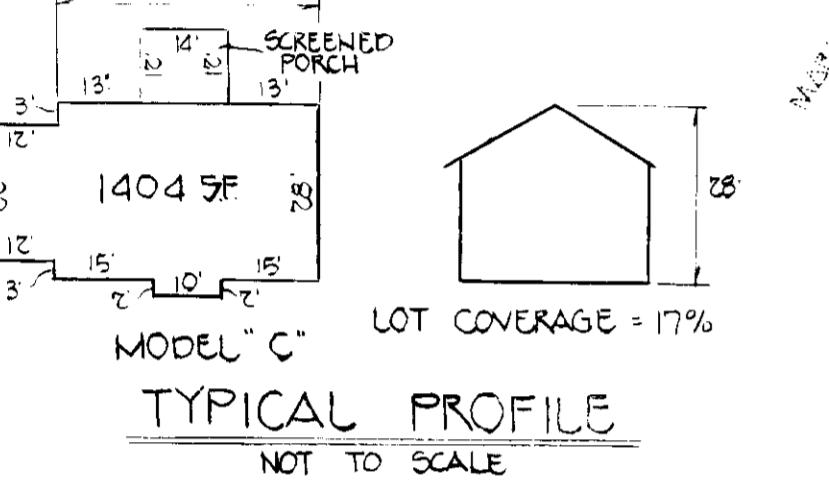 14'
SCREENED
PORCH
12'
12'
13'
13'
3'
12'
1404 SF
28'
12'
3'
15'
10'
15'
2'
2'
28'
MODEL "C"
LOT COVERAGE = 17%
TYPICAL PROFILE
NOT TO SCALE